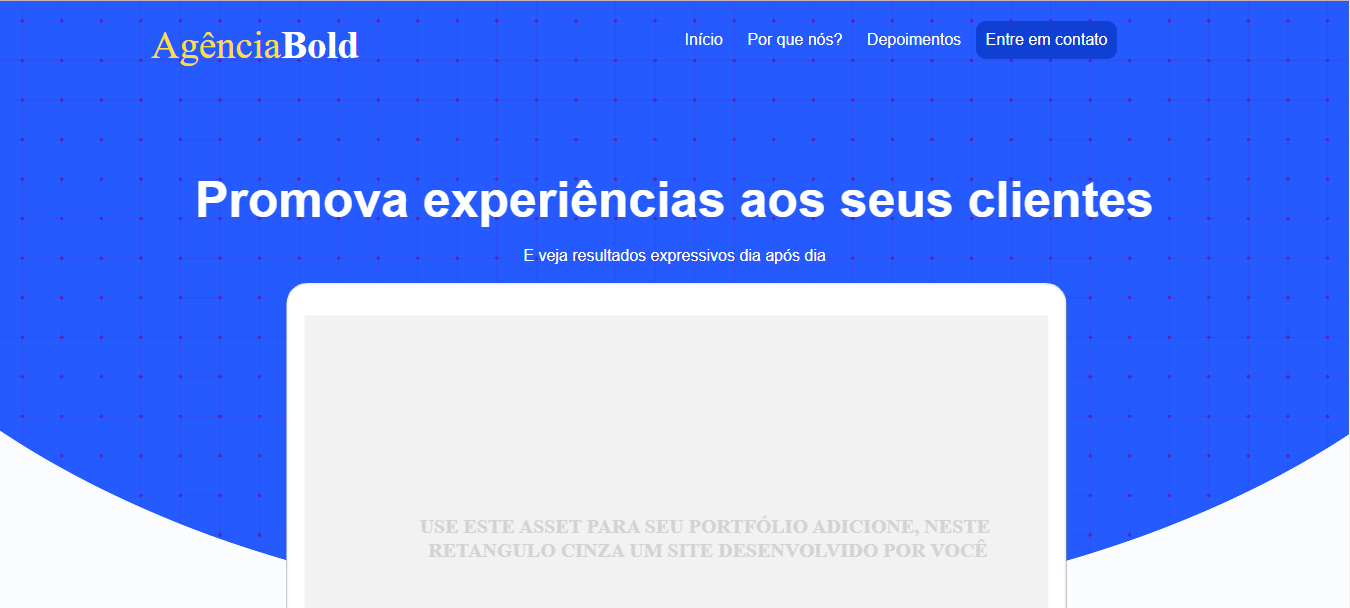 AgênciaBold
Início Por que nós? Depoimentos Entre em contato
Promova experiências aos seus clientes
E veja resultados expressivos dia após dia
USE ESTE ASSET PARA SEU PORTFÓLIO ADICIONE, NESTE
RETANGULO CINZA UM SITE DESENVOLVIDO POR VOCÊ